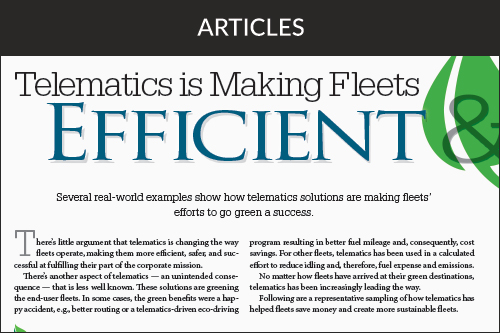 ARTICLES
Telematics is Making Fleets
EFFICIENT &
Several real-world examples show how telematics solutions are making fleets'
efforts to go green a success.
There's little argument that telematics is changing the way
fleets operate, making them more efficient, safer, and suc-
cessful at fulfilling their part of the corporate mission.
There's another aspect of telematics — an unintended conse-
quence — that is less well known. These solutions are greening
the end-user fleets. In some cases, the green benefits were a hap-
py accident, e.g., better routing or a telematics-driven eco-driving
program resulting in better fuel mileage and, consequently, cost
savings. For other fleets, telematics has been used in a calculated
effort to reduce idling and, therefore, fuel expense and emissions.
No matter how fleets have arrived at their green destinations,
telematics has been increasingly leading the way.
Following are a representative sampling of how telematics has
helped fleets save money and create more sustainable fleets.